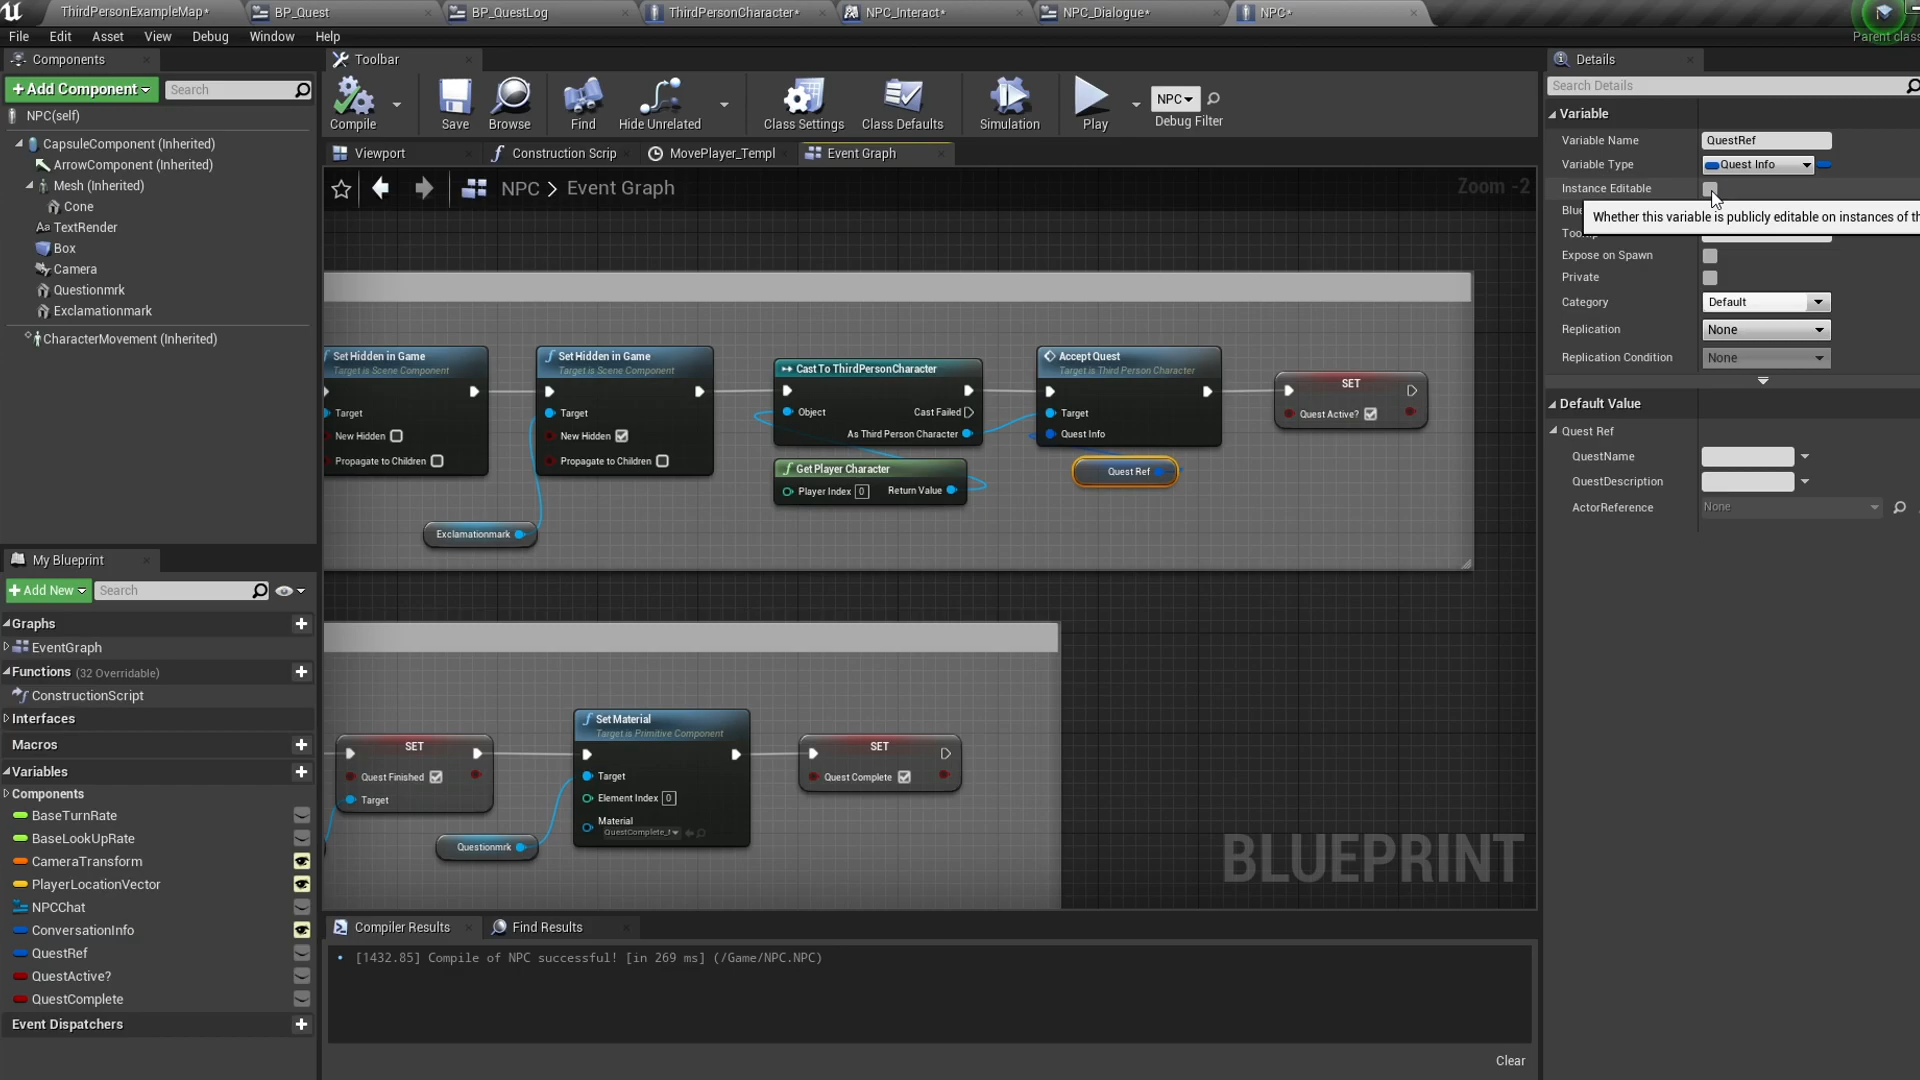 ThirdPersonExampleMap*
BP_Quest
BP_QuestLog
ThirdPersonCharacter*
NPC_Interact*
NPC_Dialogue*
NPC*
File Edit Asset View Debug Window Help
Parent class
Components
Toolbar
Details
+Add Component
Search
NPC(self)
CapsuleComponent (Inherited)
ArrowComponent (Inherited)
Mesh (Inherited)
Cone
TextRender
Box
Camera
Questionmrk
Exclamationmark
CharacterMovement (Inherited)
Compile
Save
Browse
Find
Hide Unrelated
Class Settings
Class Defaults
Simulation
Play
NPC
Debug Filter
Viewport
Construction Scrip
MovePlayer_Templ
Event Graph
NPC > Event Graph
Zoom -2
Set Hidden in Game
Target is Scene Component
Target
New Hidden
Propagate to Children
Set Hidden in Game
Target is Scene Component
Target
New Hidden
Propagate to Children
Exclamationmark
Cast To ThirdPersonCharacter
Object
Cast Failed
As Third Person Character
Get Player Character
Player Index 0
Return Value
Accept Quest
Target is Third Person Character
Target
Quest Info
Quest Ref
SET
Quest Active?
SET
Quest Finished
Target
Questionmrk
Set Material
Target is Primitive Component
Target
Element Index 0
Material
SET
Quest Complete
BLUEPRINT
My Blueprint
+Add New
Search
Graphs
EventGraph
Functions (32 Overridable)
ConstructionScript
Interfaces
Macros
Variables
Components
BaseTurnRate
BaseLookUpRate
CameraTransform
PlayerLocationVector
NPCChat
ConversationInfo
QuestRef
QuestActive?
QuestComplete
Event Dispatchers
Compiler Results
Find Results
• [1432.85] Compile of NPC successful! [in 269 ms] (/Game/NPC.NPC)
Clear
Search Details
Variable
Variable Name
QuestRef
Variable Type
Quest Info
Instance Editable
Whether this variable is publicly editable on instances of th
Expose on Spawn
Private
Category
Default
Replication
None
Replication Condition
None
Default Value
Quest Ref
QuestName
QuestDescription
ActorReference
None